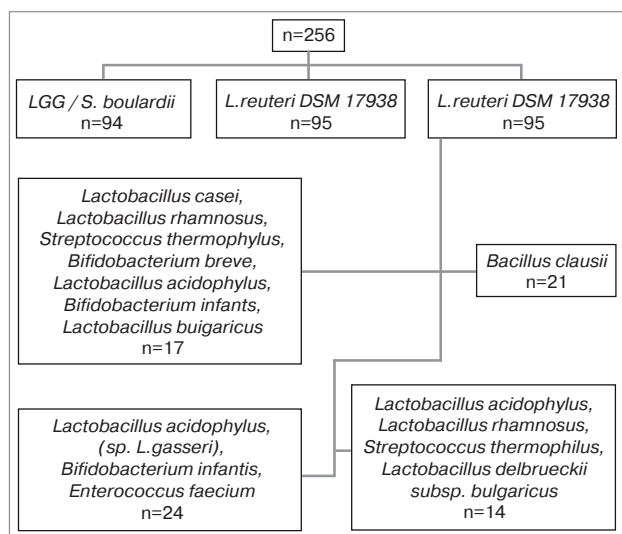 n=256
LGG / S. boulardii
n=94
L.reuteri DSM 17938
n=95
L.reuteri DSM 17938
n=95
Lactobacillus casei,
Lactobacillus rhamnosus,
Streptococcus thermophylus,
Bifidobacterium breve,
Lactobacillus acidophylus,
Bifidobacterium infants,
Lactobacillus buigaricus
n=17
Bacillus clausii
n=21
Lactobacillus acidophylus,
(sp. L.gasseri),
Bifidobacterium infantis,
Enterococcus faecium
n=24
Lactobacillus acidophylus,
Lactobacillus rhamnosus,
Streptococcus thermophilus,
Lactobacillus delbrueckii
subsp. bulgaricus
n=14